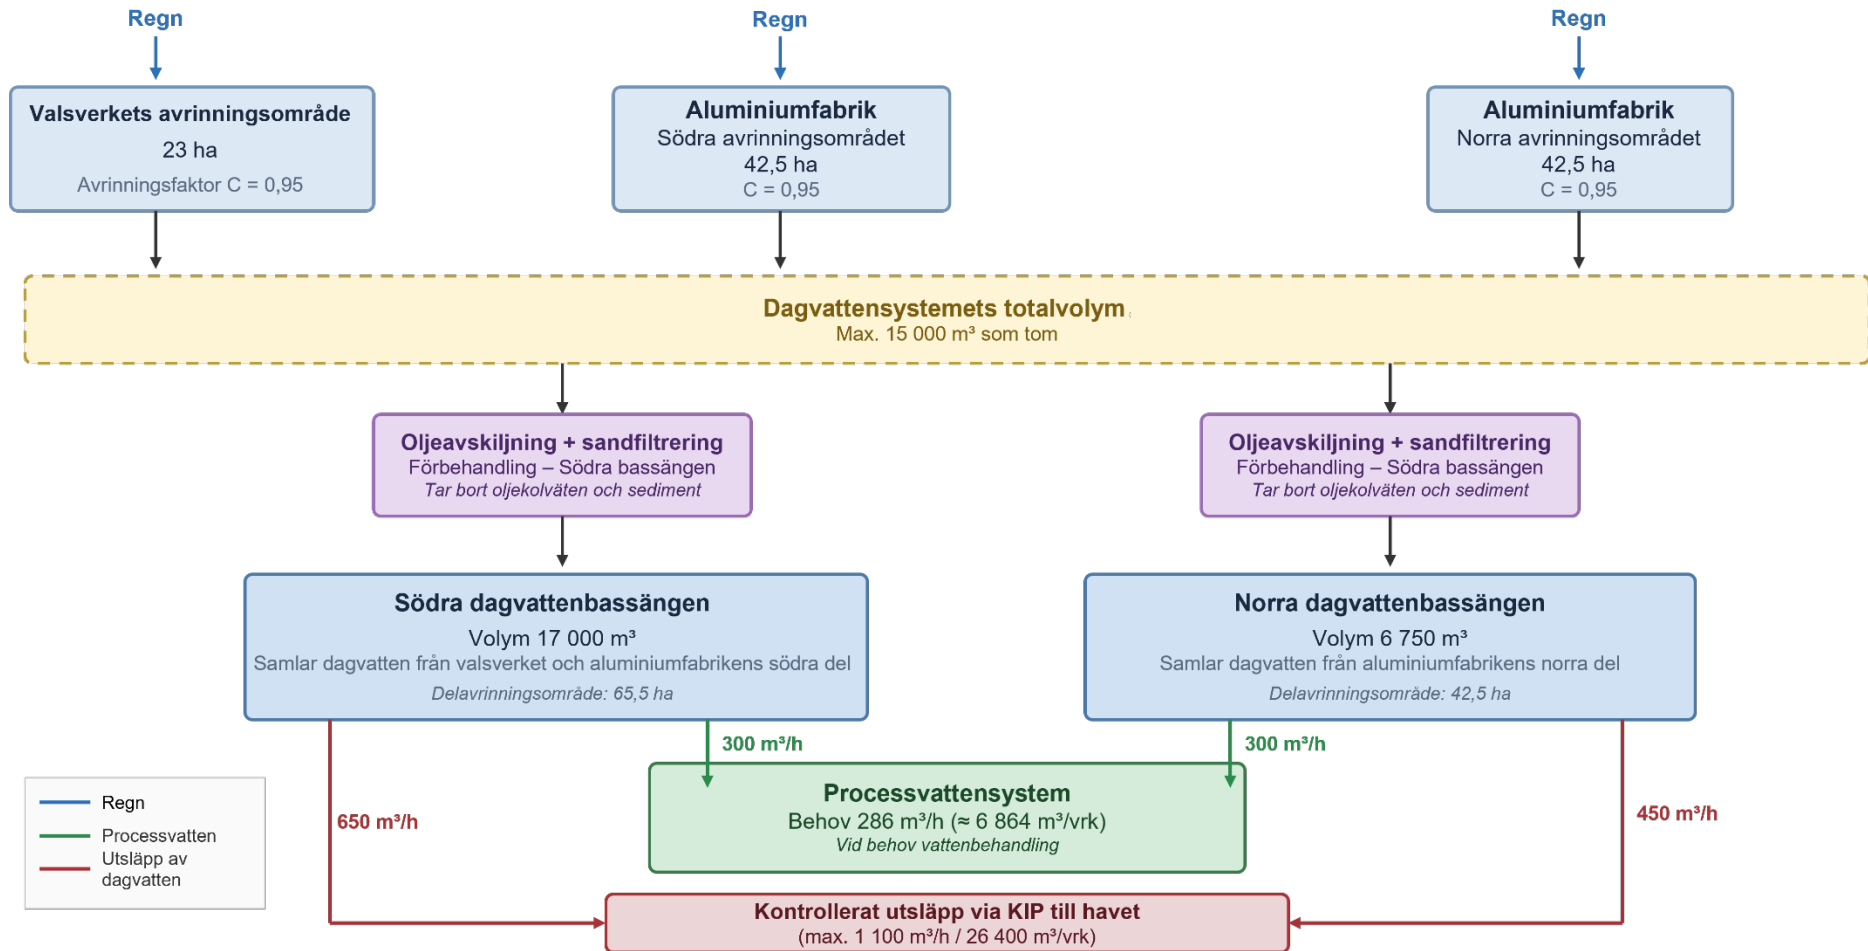 Regn
Regn
Regn
Valsverkets avrinningsområde
23 ha
Avrinningsfaktor C = 0,95
Aluminiumfabrik
Södra avrinningsområdet
42,5 ha
C = 0,95
Aluminiumfabrik
Norra avrinningsområdet
42,5 ha
C = 0,95
Dagvattensystemets totalvolym
Max. 15 000 m³ som tom
Oljeavskiljning + sandfiltrering
Förbehandling – Södra bassängen
Tar bort oljekolväten och sediment
Oljeavskiljning + sandfiltrering
Förbehandling – Södra bassängen
Tar bort oljekolväten och sediment
Södra dagvattenbassängen
Volym 17 000 m³
Samlar dagvatten från valsverket och aluminiumfabrikens södra del
Delavrinningsområde: 65,5 ha
Norra dagvattenbassängen
Volym 6 750 m³
Samlar dagvatten från aluminiumfabrikens norra del
Delavrinningsområde: 42,5 ha
300 m³/h
300 m³/h
Processvattensystem
Behov 286 m³/h (≈ 6 864 m³/vrk)
Vid behov vattenbehandling
650 m³/h
450 m³/h
Regn
Processvatten
Utsläpp av
dagvatten
Kontrollerat utsläpp via KIP till havet
(max. 1 100 m³/h / 26 400 m³/vrk)